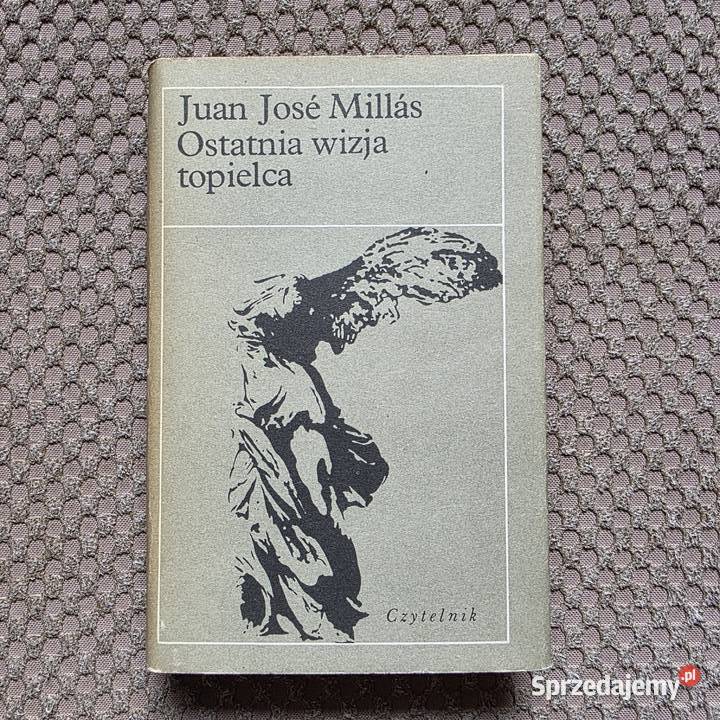 Juan José Millás
Ostatnia wizja
topielca
Czytelnik
Sprzedajemy.pl